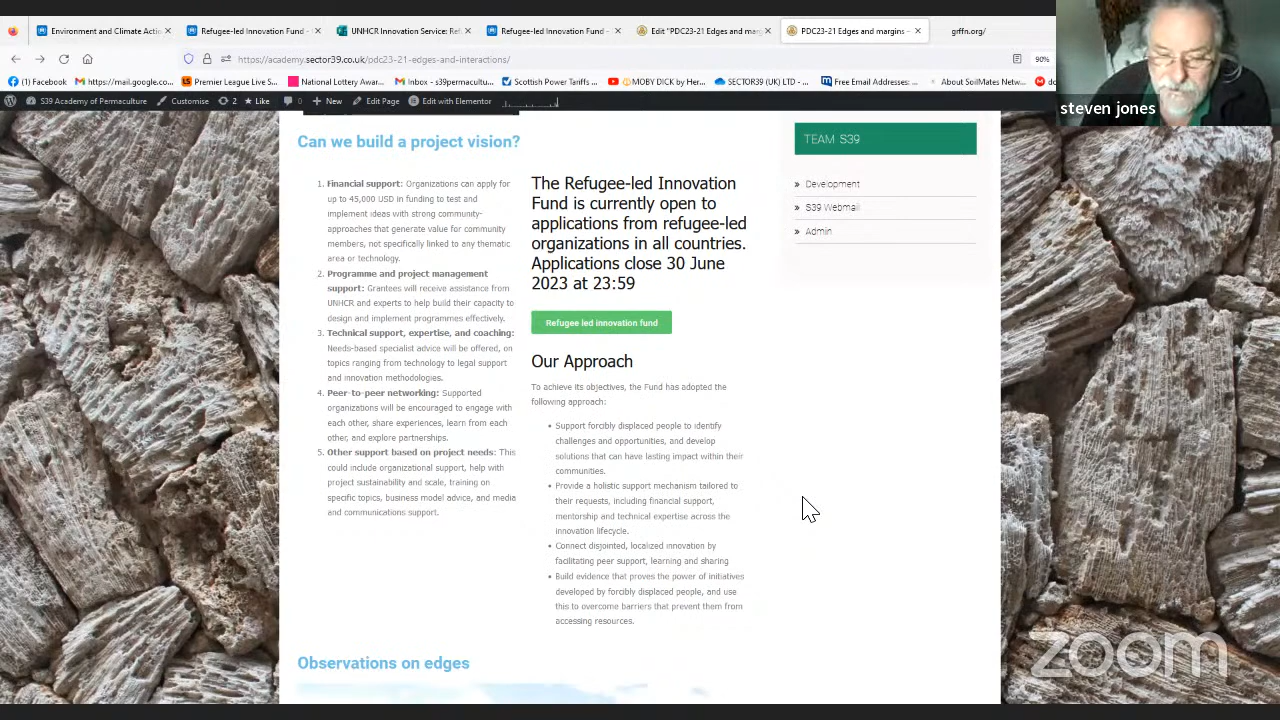 Environment and Climate Actio
Refugee-led Innovation Fund -
UNHCR Innovation Service: Ref
Refugee-led Innovation Fund -
Edit "PDC23-21 Edges and marg
PDC23-21 Edges and margins –
grffn.org/
https://academy.sector39.co.uk/pdc23-21-edges-and-interactions/
90%
(1) Facebook
https://mail.google.co...
Premier League Live S...
National Lottery Awar...
Inbox - s39permacultu...
Scottish Power Tariffs ...
MOBY DICK by Her...
SECTOR39 (UK) LTD - ...
Free Email Addresses: ...
About SoilMates Net...
do
S39 Academy of Permaculture
Customise
2
Like
0
New
Edit Page
Edit with Elementor
steven jones
Can we build a project vision?
1. Financial support: Organizations can apply for
up to 45,000 USD in funding to test and
implement ideas with strong community-
approaches that generate value for community
members, not specifically linked to any thematic
area or technology.
2. Programme and project management
support: Grantees will receive assistance from
UNHCR and experts to help build their capacity to
design and implement programmes effectively.
3. Technical support, expertise, and coaching:
Needs-based specialist advice will be offered, on
topics ranging from technology to legal support
and innovation methodologies.
4. Peer-to-peer networking: Supported
organizations will be encouraged to engage with
each other, share experiences, learn from each
other, and explore partnerships.
5. Other support based on project needs: This
could include organizational support, help with
project sustainability and scale, training on
specific topics, business model advice, and media
and communications support.
The Refugee-led Innovation
Fund is currently open to
applications from refugee-led
organizations in all countries.
Applications close 30 June
2023 at 23:59
Refugee led innovation fund
Our Approach
To achieve its objectives, the Fund has adopted the
following approach:
• Support forcibly displaced people to identify
challenges and opportunities, and develop
solutions that can have lasting impact within their
communities.
• Provide a holistic support mechanism tailored to
their requests, including financial support,
mentorship and technical expertise across the
innovation lifecycle.
• Connect disjointed, localized innovation by
facilitating peer support, learning and sharing
• Build evidence that proves the power of initiatives
developed by forcibly displaced people, and use
this to overcome barriers that prevent them from
accessing resources.
TEAM S39
» Development
» S39 Webmail
» Admin
Observations on edges
zoom